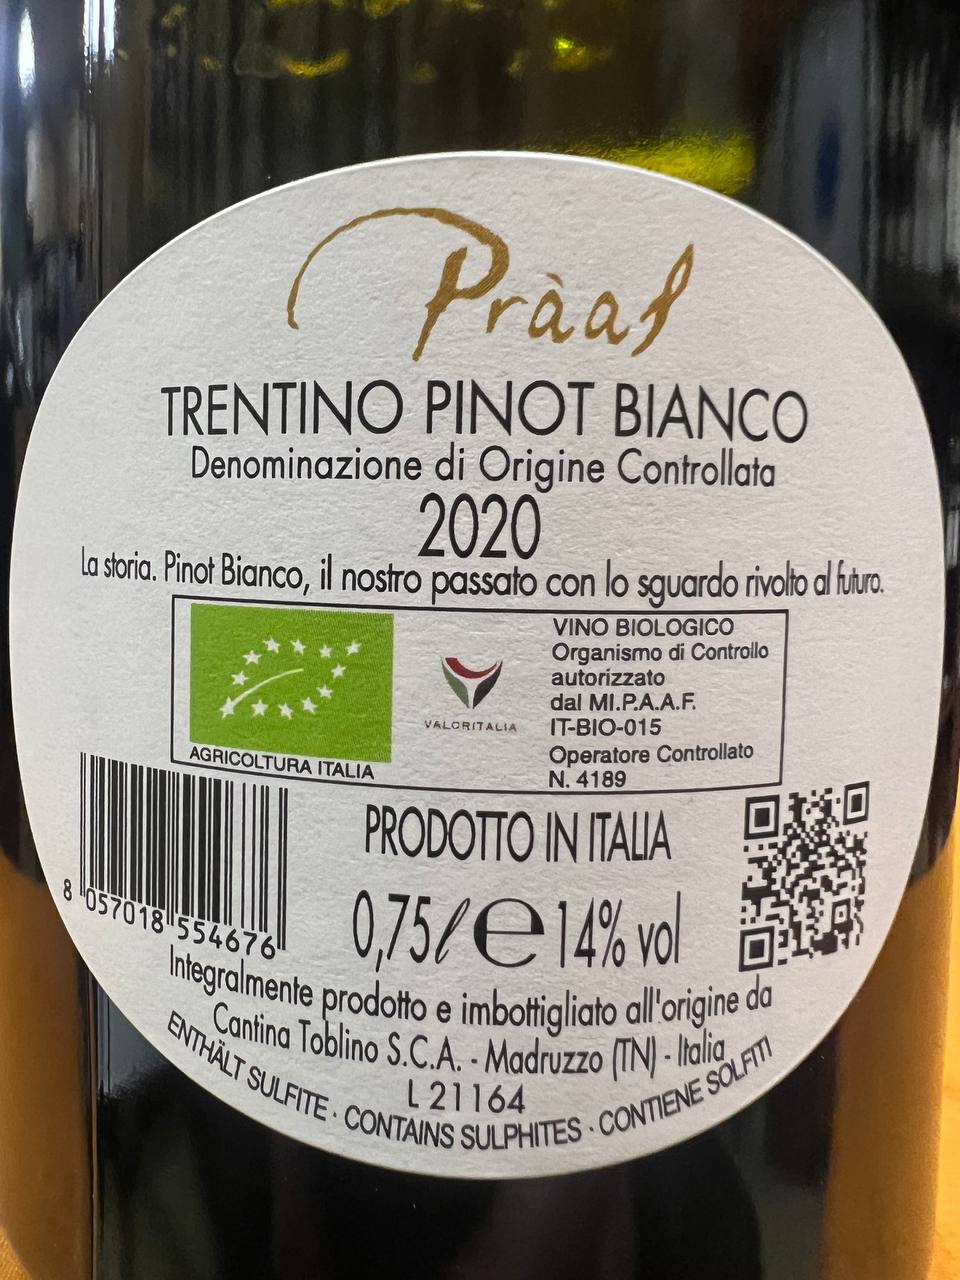 Pràal
TRENTINO PINOT BIANCO
Denominazione di Origine Controllata
2020
La storia. Pinot Bianco, il nostro passato con lo sguardo rivolto al futuro.
AGRICOLTURA ITALIA
VALORITALIA
VINO BIOLOGICO
Organismo di Controllo
autorizzato
dal MI.P.A.A.F.
IT-BIO-015
Operatore Controllato
N. 4189
PRODOTTO IN ITALIA
0,75 ℓ ℮ 14% vol
8 057018 554676
Integralmente prodotto e imbottigliato all'origine da
Cantina Toblino S.C.A. - Madruzzo (TN) - Italia
L 21164
ENTHÄLT SULFITE · CONTAINS SULPHITES · CONTIENE SOLFITI